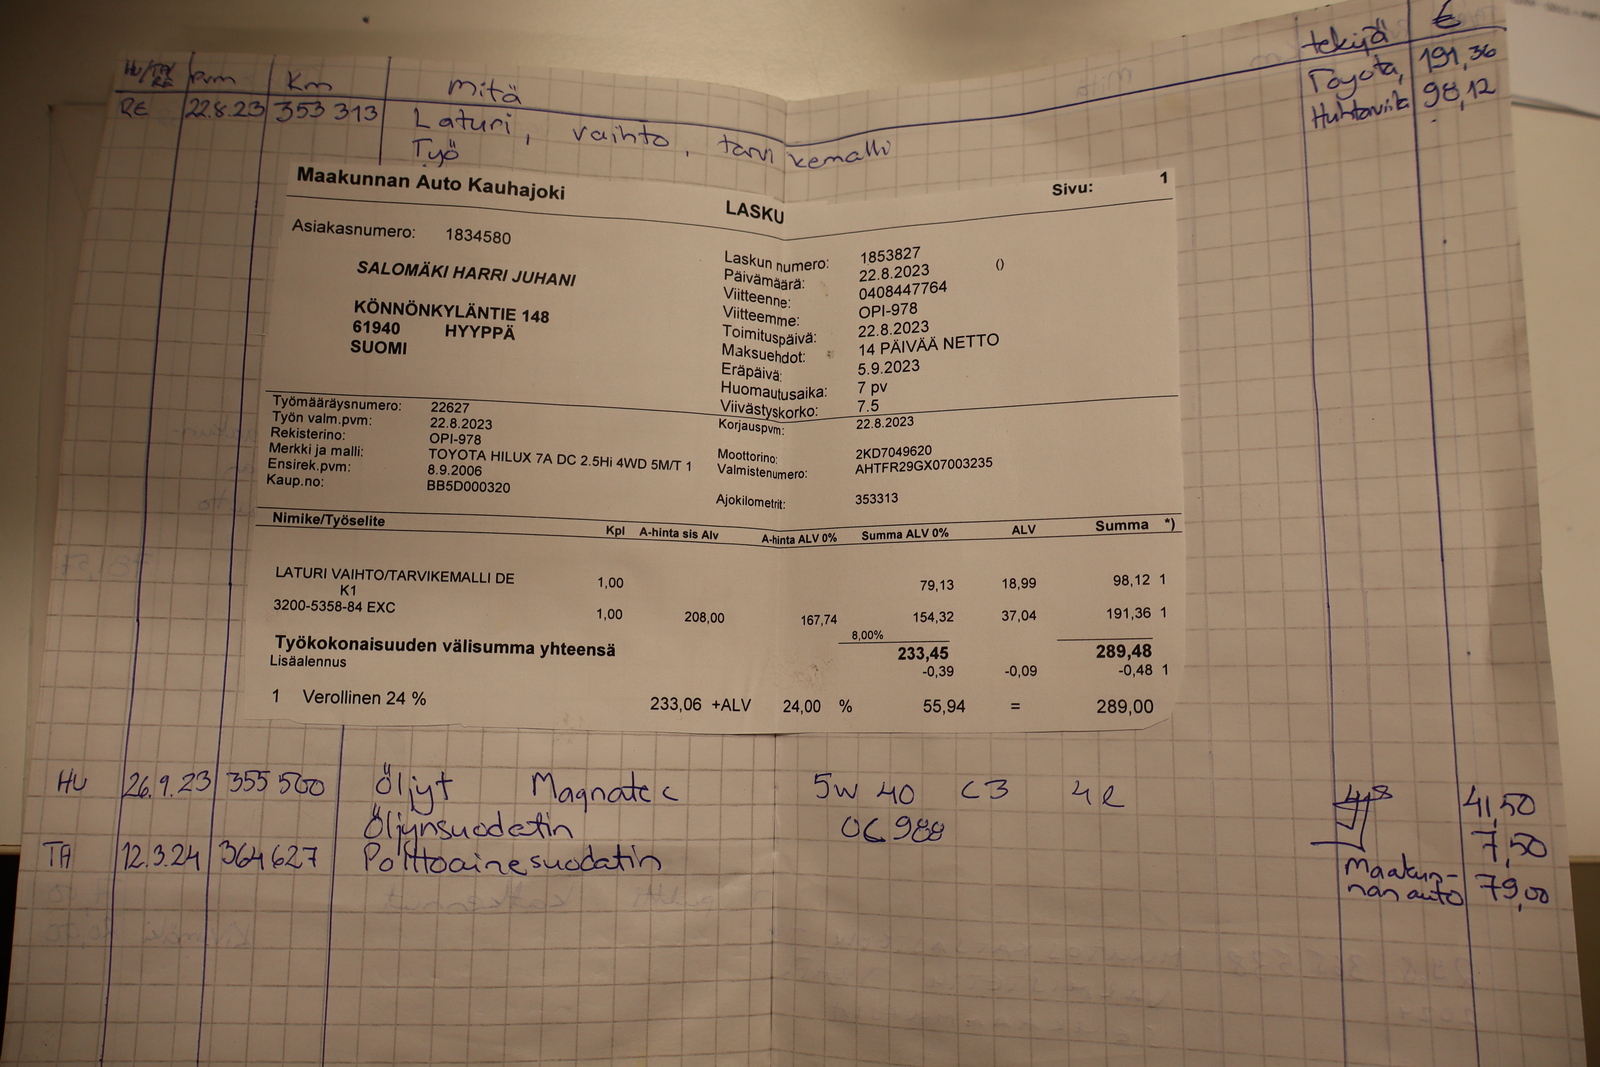 HU/TA/RE pvm Km mitä tekijä €
RE 22.8.23 353 313 Laturi, vaihto, tarvikemalli Toyota, 191,36
Työ Huhtaviita 98,12
Maakunnan Auto Kauhajoki LASKU Sivu: 1
Asiakasnumero: 1834580
SALOMÄKI HARRI JUHANI
KÖNNÖNKYLÄNTIE 148
61940 HYYPPÄ
SUOMI
Laskun numero: 1853827
Päivämäärä: 22.8.2023 ()
Viitteenne: 0408447764
Viitteemme: OPI-978
Toimituspäivä: 22.8.2023
Maksuehdot: 14 PÄIVÄÄ NETTO
Eräpäivä: 5.9.2023
Huomautusaika: 7 pv
Viivästyskorko: 7.5
Työmääräysnumero: 22627
Työn valm.pvm: 22.8.2023 Korjauspvm: 22.8.2023
Rekisterino: OPI-978
Merkki ja malli: TOYOTA HILUX 7A DC 2.5Hi 4WD 5M/T 1 Moottorino: 2KD7049620
Ensirek.pvm: 8.9.2006 Valmistenumero: AHTFR29GX07003235
Kaup.no: BB5D000320 Ajokilometrit: 353313
Nimike/Työselite Kpl A-hinta sis Alv A-hinta ALV 0% Summa ALV 0% ALV Summa *)
LATURI VAIHTO/TARVIKEMALLI DE 1,00 79,13 18,99 98,12 1
K1
3200-5358-84 EXC 1,00 208,00 167,74 154,32 37,04 191,36 1
8,00%
Työkokonaisuuden välisumma yhteensä 233,45 289,48
Lisäalennus -0,39 -0,09 -0,48 1
1 Verollinen 24 % 233,06 +ALV 24,00 % 55,94 = 289,00
HU 26.9.23 355 500 Öljyt Magnatec 5W 40 C3 4l 41,50
Öljynsuodatin OC 988 7,50
TA 12.3.24 364 627 Polttoainesuodatin Maakun-
nan auto 79,00